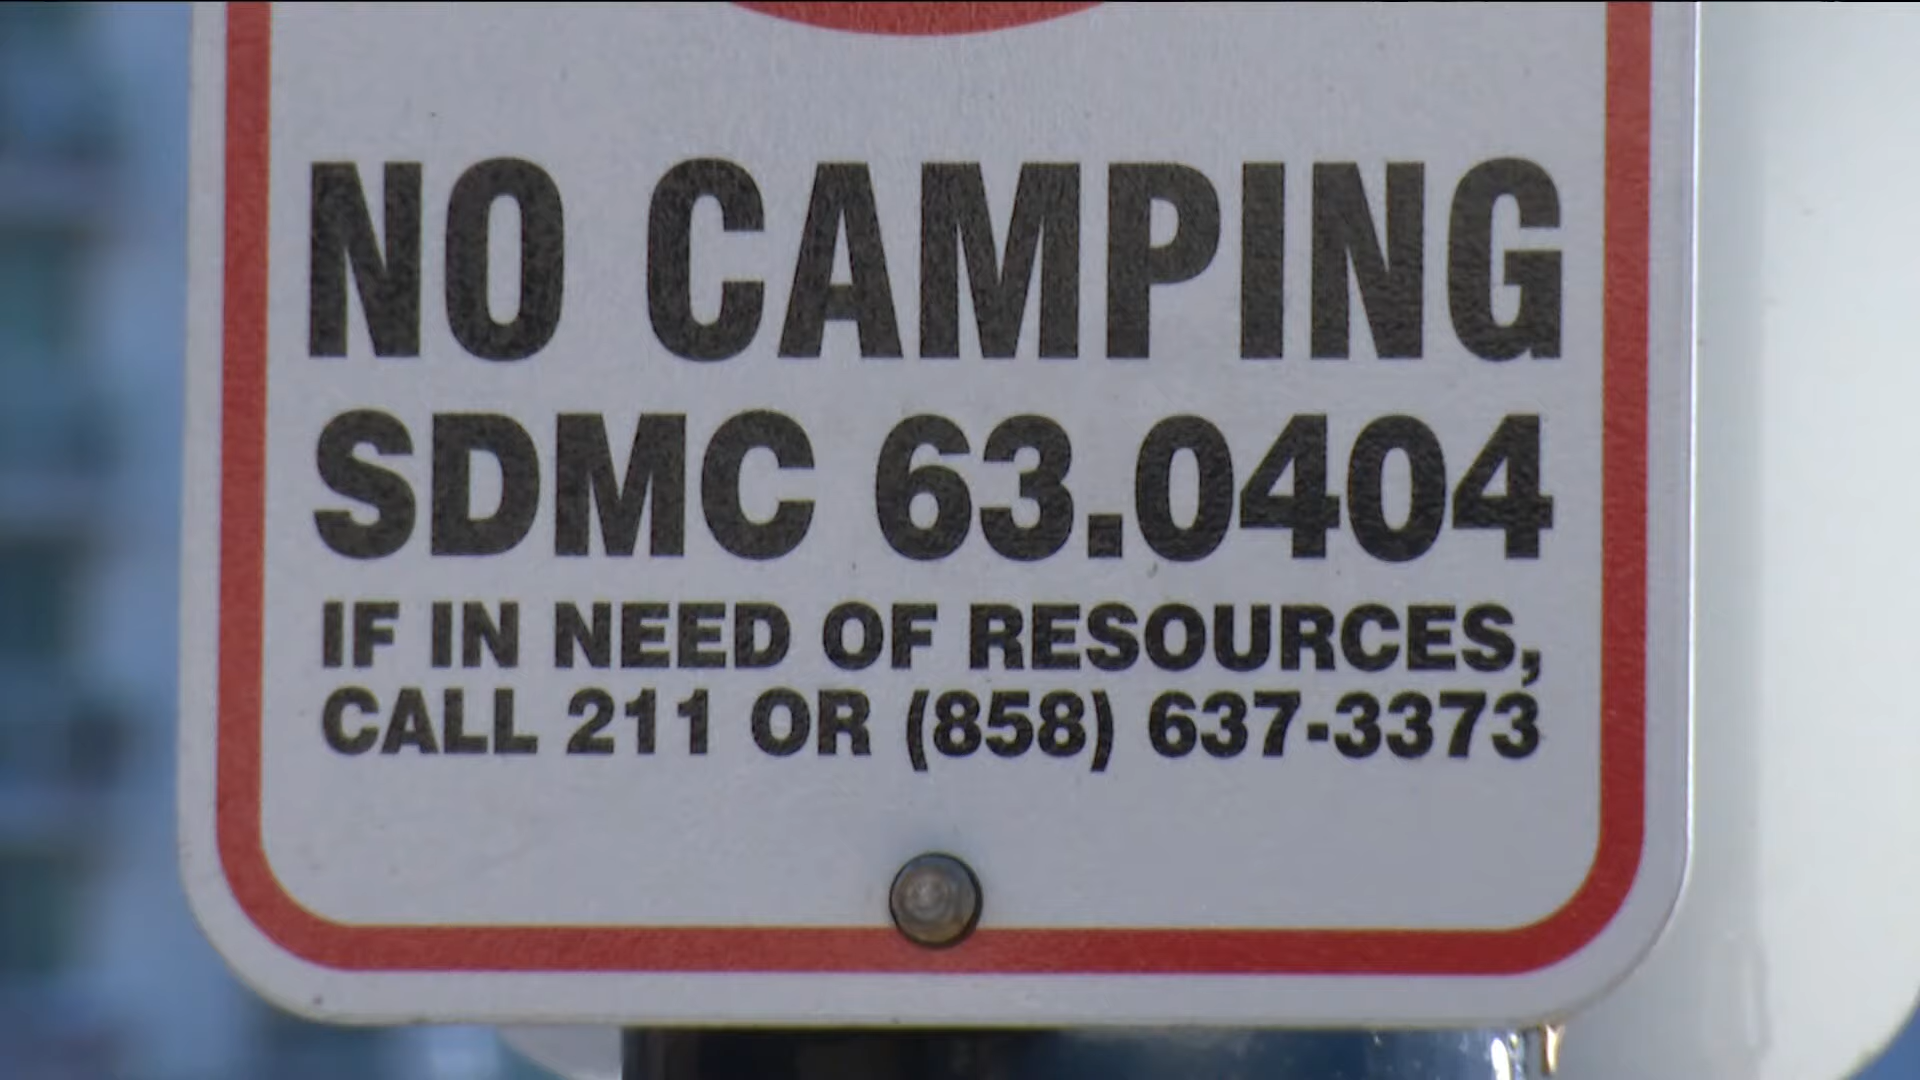 NO CAMPING
SDMC 63.0404
IF IN NEED OF RESOURCES,
CALL 211 OR (858) 637-3373